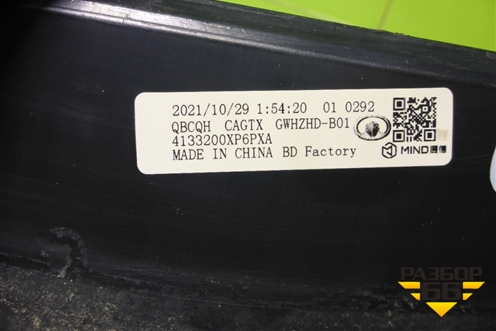 2021/10/29 1:54:20 01 0292
QBCQH CAGTX GWHZHD-B01
4133200XP6PXA
MADE IN CHINA BD Factory
MIND
РАЗБОР
66